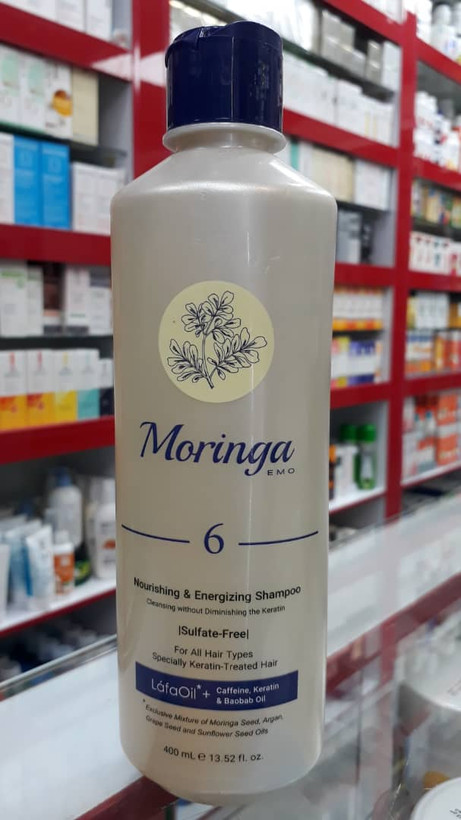 Moringa
EMO
6
Nourishing & Energizing Shampoo
Cleansing without Diminishing the Keratin
|Sulfate-Free|
For All Hair Types
Specially Keratin-Treated Hair
LáfaOil*+ Caffeine, Keratin
& Baobab Oil
* Exclusive Mixture of Moringa Seed, Argan,
Grape Seed and Sunflower Seed Oils
400 mL ℮ 13.52 fl. oz.